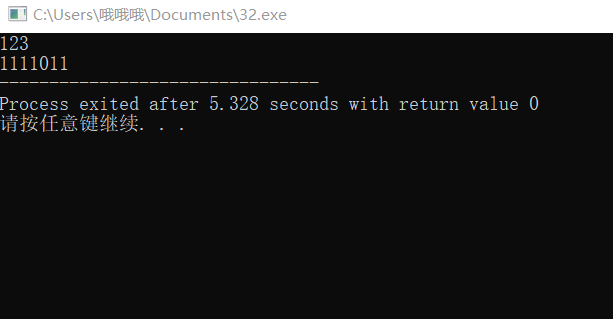 C:\Users\哦哦哦\Documents\32.exe
123
1111011
--------------------------------
Process exited after 5.328 seconds with return value 0
请按任意键继续. . .